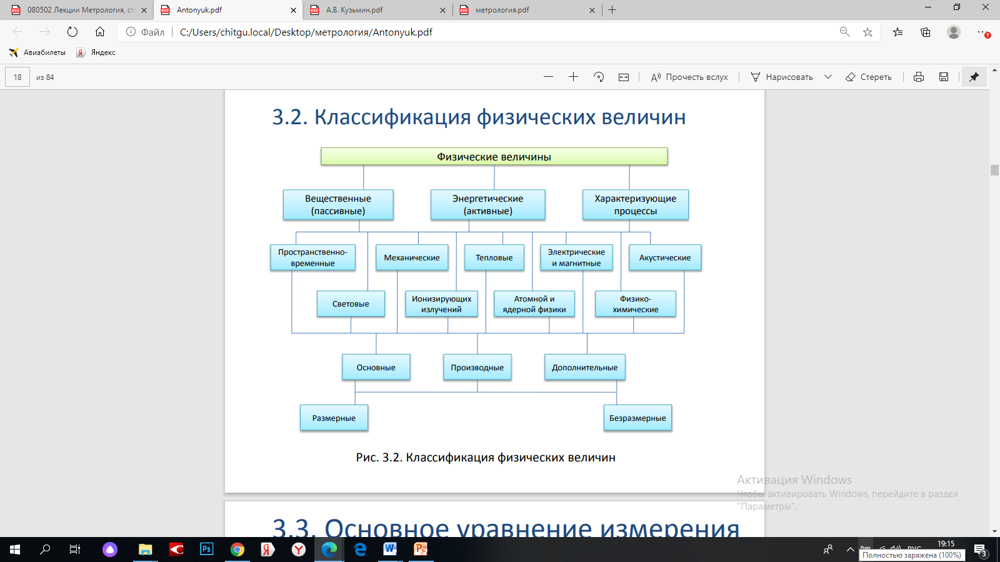 080502 Лекции Метрология, ст
Antonyuk.pdf
А.В. Кузьмин.pdf
метрология.pdf
Файл
C:/Users/chitgu.local/Desktop/метрология/Antonyuk.pdf
Авиабилеты
Яндекс
18
из 84
Прочесть вслух
Нарисовать
Стереть
3.2. Классификация физических величин
Физические величины
Вещественные
(пассивные)
Энергетические
(активные)
Характеризующие
процессы
Пространственно-
временные
Механические
Тепловые
Электрические
и магнитные
Акустические
Световые
Ионизирующих
излучений
Атомной и
ядерной физики
Физико-
химические
Основные
Производные
Дополнительные
Размерные
Безразмерные
Рис. 3.2. Классификация физических величин
Активация Windows
Чтобы активировать Windows, перейдите в раздел
"Параметры".
3.3. Основное уравнение измерения
19:15
Полностью заряжена (100%)
3